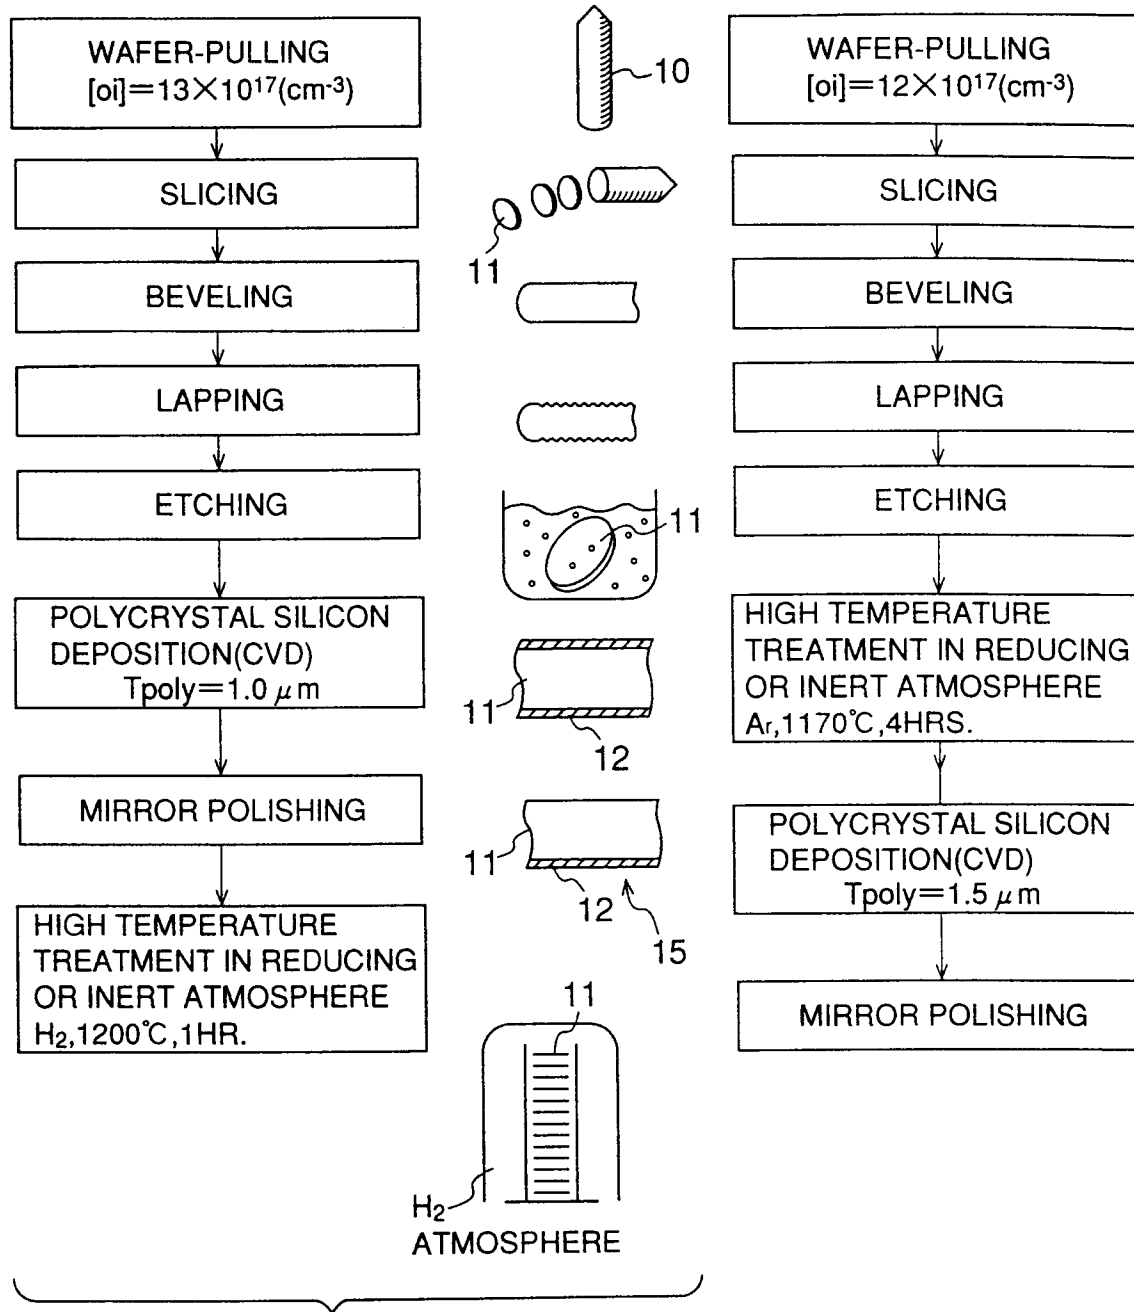 WAFER-PULLING
[oi]=13×10¹⁷(cm⁻³)
SLICING
BEVELING
LAPPING
ETCHING
POLYCRYSTAL SILICON
DEPOSITION(CVD)
Tpoly=1.0 μm
MIRROR POLISHING
HIGH TEMPERATURE
TREATMENT IN REDUCING
OR INERT ATMOSPHERE
H₂,1200℃,1HR.
10
11
11
11
12
11
12
15
11
H₂
ATMOSPHERE
WAFER-PULLING
[oi]=12×10¹⁷(cm⁻³)
SLICING
BEVELING
LAPPING
ETCHING
HIGH TEMPERATURE
TREATMENT IN REDUCING
OR INERT ATMOSPHERE
Ar,1170℃,4HRS.
POLYCRYSTAL SILICON
DEPOSITION(CVD)
Tpoly=1.5 μm
MIRROR POLISHING